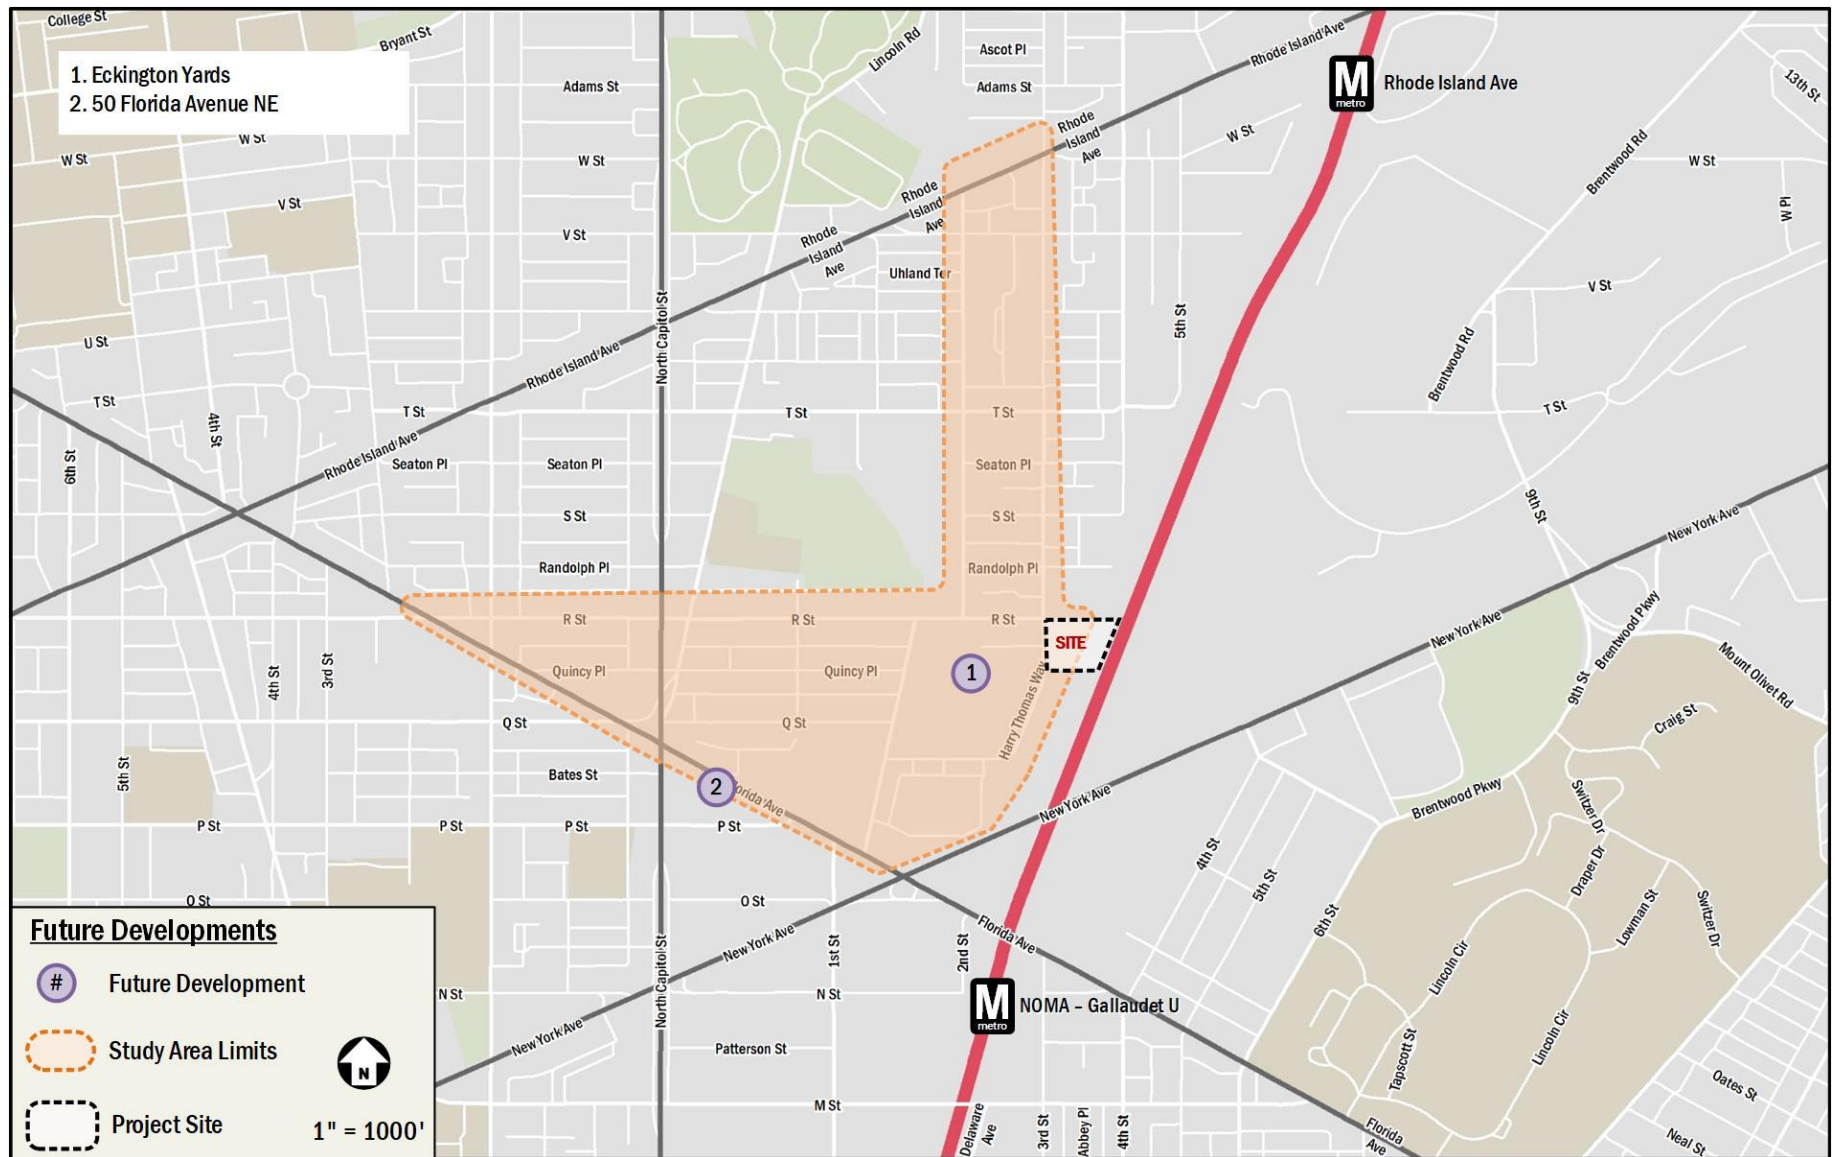 College St
Bryant St
Lincoln Rd
Ascot Pl
Rhode Island Ave
1. Eckington Yards
2. 50 Florida Avenue NE
Adams St
Adams St
M
metro
Rhode Island Ave
13th St
W St
W St
W St
Rhode
Island
Ave
W St
Brentwood Rd
W St
V St
Rhode
Island
Ave
W Pl
V St
Rhode
Island
Ave
Uhland Ter
V St
U St
North Capitol St
5th St
Rhode Island Ave
Brentwood Rd
T St
4th St
T St
T St
T St
T St
Rhode Island Ave
6th St
Seaton Pl
Seaton Pl
Seaton Pl
S St
S St
9th St
New York Ave
Randolph Pl
Randolph Pl
R St
R St
R St
SITE
New York Ave
Brentwood Pkwy
4th St
3rd St
Quincy Pl
Quincy Pl
1
Harry Thomas Way
9th St
Mount Olivet Rd
Q St
Q St
Craig St
5th St
Bates St
2
lorida Ave
New York Ave
Brentwood Pkwy
Switzer Dr
P St
P St
P St
P St
4th St
5th St
Draper Dr
O St
O St
6th St
Lowman St
Switzer Dr
New York Ave
1st St
2nd St
Florida Ave
Lincoln Cir
North Capitol St
N St
N St
M
metro
NOMA – Gallaudet U
New York Ave
Patterson St
Tapscott St
Lincoln Cir
Oates St
M St
Delaware
Ave
3rd St
Abbey Pl
4th St
Florida
Ave
Neal St
Future Developments
# Future Development
Study Area Limits
N
Project Site
1" = 1000'